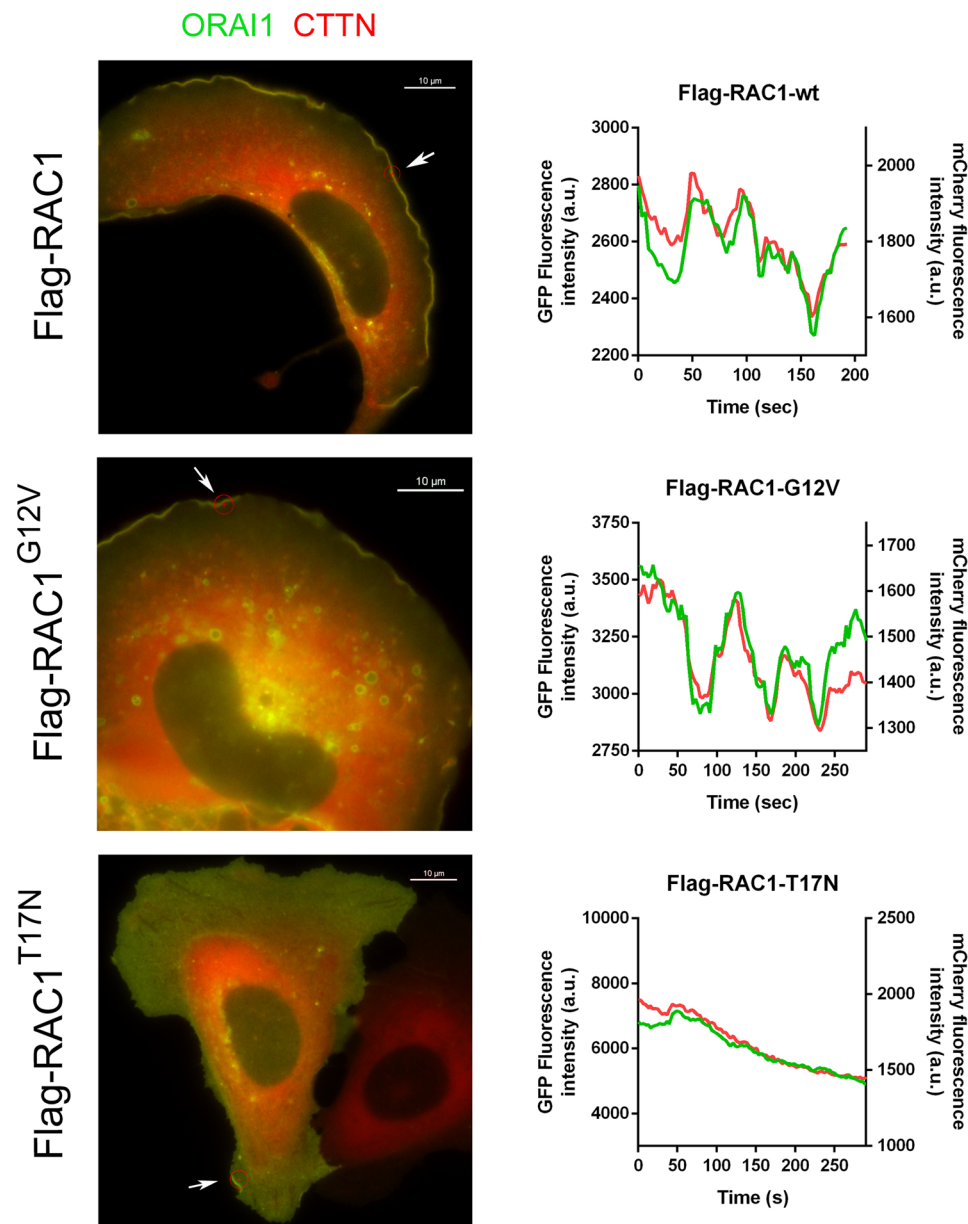 ORAI1 CTTN
Flag-RAC1
10 µm
Flag-RAC1-wt
GFP Fluorescence
intensity (a.u.)
3000
2800
2600
2400
2200
2000
1800
1600
mCherry fluorescence
intensity (a.u.)
0 50 100 150 200
Time (sec)
Flag-RAC1G12V
10 µm
Flag-RAC1-G12V
GFP Fluorescence
intensity (a.u.)
3750
3500
3250
3000
2750
1700
1600
1500
1400
1300
mCherry fluorescence
intensity (a.u.)
0 50 100 150 200 250
Time (sec)
Flag-RAC1T17N
10 µm
Flag-RAC1-T17N
GFP Fluorescence
intensity (a.u.)
10000
8000
6000
4000
2500
2000
1500
1000
mCherry fluorescence
intensity (a.u.)
0 50 100 150 200 250
Time (s)